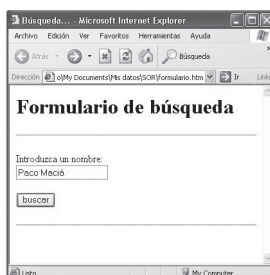 Búsqueda... - Microsoft Internet Explorer
Archivo Edición Ver Favoritos Herramientas Ayuda
Atrás Búsqueda
Dirección o\My Documents\Mis datos\SOR\formulario.htm Ir
Formulario de búsqueda
Introduzca un nombre:
Paco Maciá
buscar
Listo My Computer